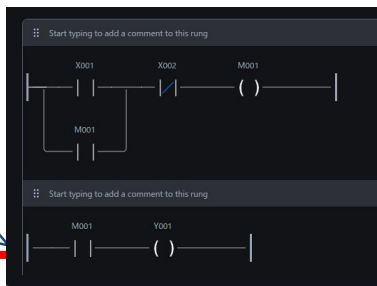 Start typing to add a comment to this rung
X001 X002 M001
M001
Start typing to add a comment to this rung
M001 Y001